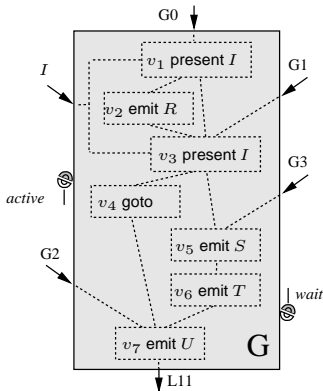 G0
v₁ present I
I
G1
v₂ emit R
v₃ present I
G3
active
v₄ goto
v₅ emit S
G2
v₆ emit T
wait
v₇ emit U
G
L11